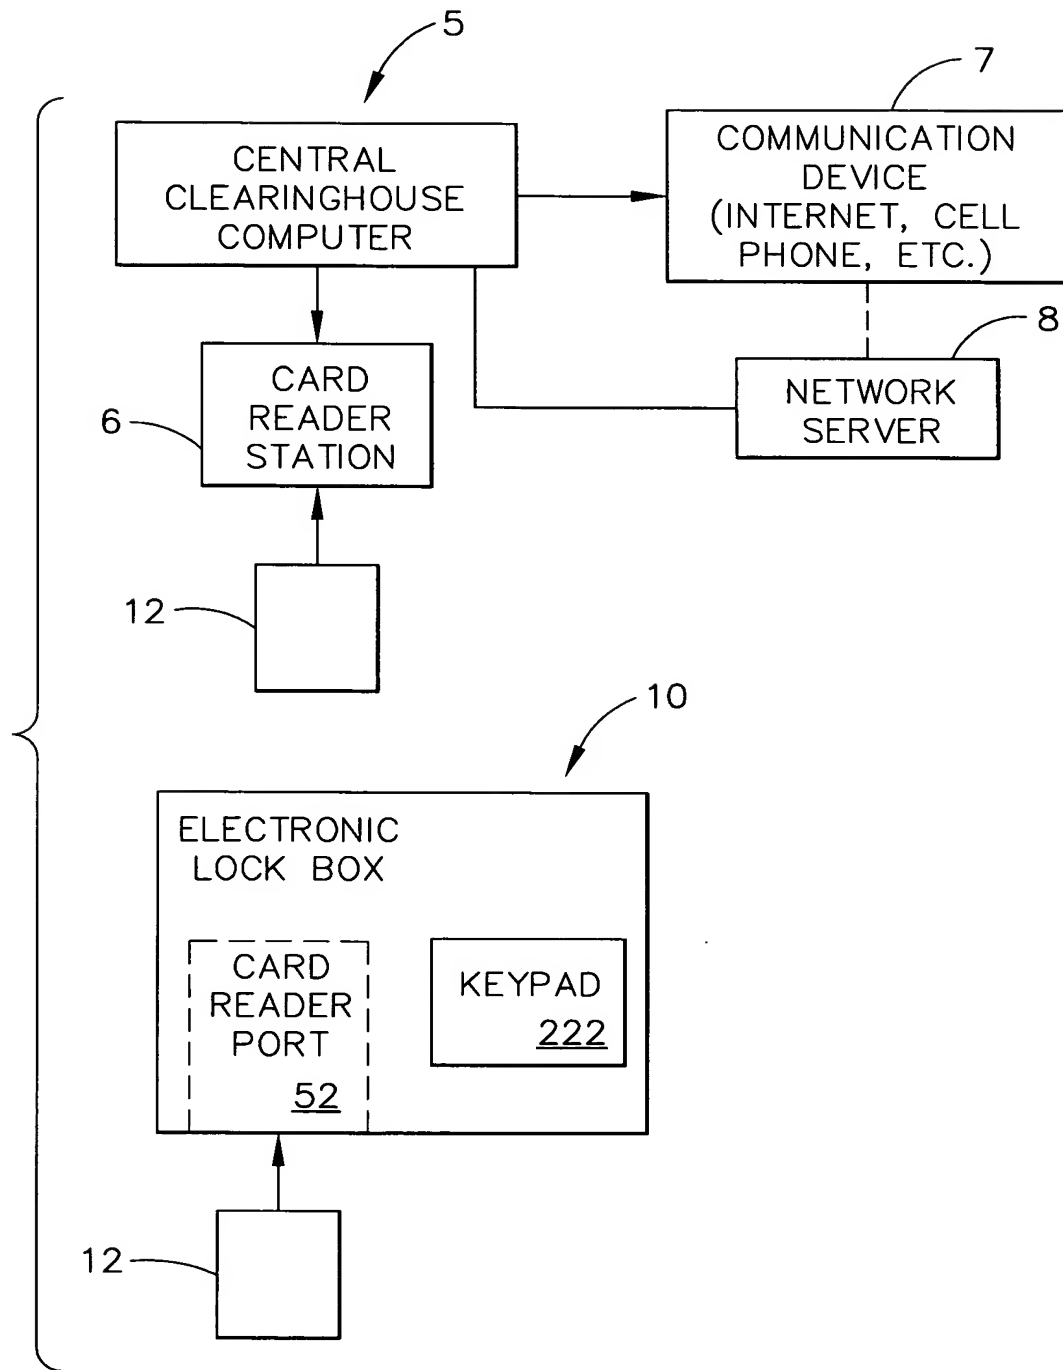 5
7
CENTRAL
CLEARINGHOUSE
COMPUTER
COMMUNICATION
DEVICE
(INTERNET, CELL
PHONE, ETC.)
8
6
CARD
READER
STATION
NETWORK
SERVER
12
10
ELECTRONIC
LOCK BOX
CARD
READER
PORT
52
KEYPAD
222
12